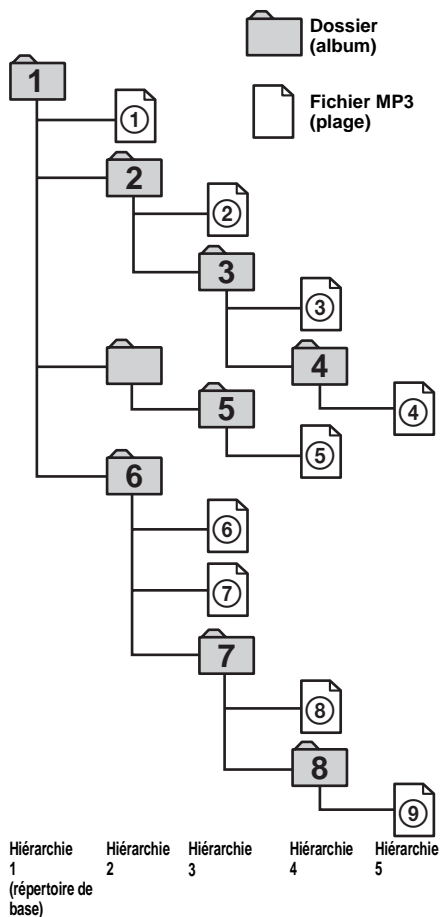 Dossier
(album)
Fichier MP3
(plage)
1
①
2
②
3
③
4
④
5
⑤
6
⑥
⑦
7
⑧
8
⑨
Hiérarchie
1
(répertoire de
base)
Hiérarchie
2
Hiérarchie
3
Hiérarchie
4
Hiérarchie
5